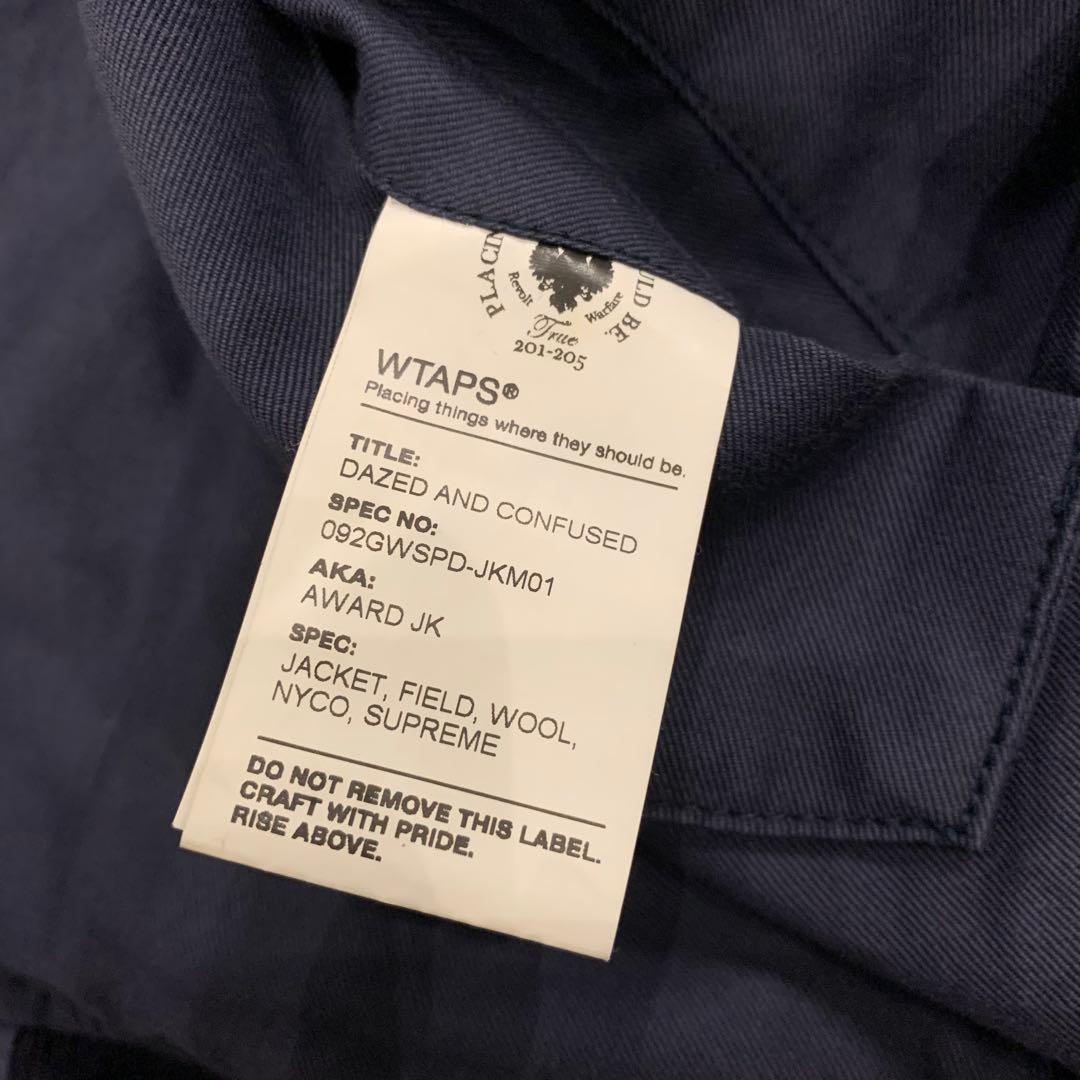 PLACIN
ULD BE.
Revolt Warfare
True
201-205
WTAPS®
Placing things where they should be.
TITLE:
DAZED AND CONFUSED
SPEC NO:
092GWSPD-JKM01
AKA:
AWARD JK
SPEC:
JACKET, FIELD, WOOL,
NYCO, SUPREME
DO NOT REMOVE THIS LABEL.
CRAFT WITH PRIDE.
RISE ABOVE.